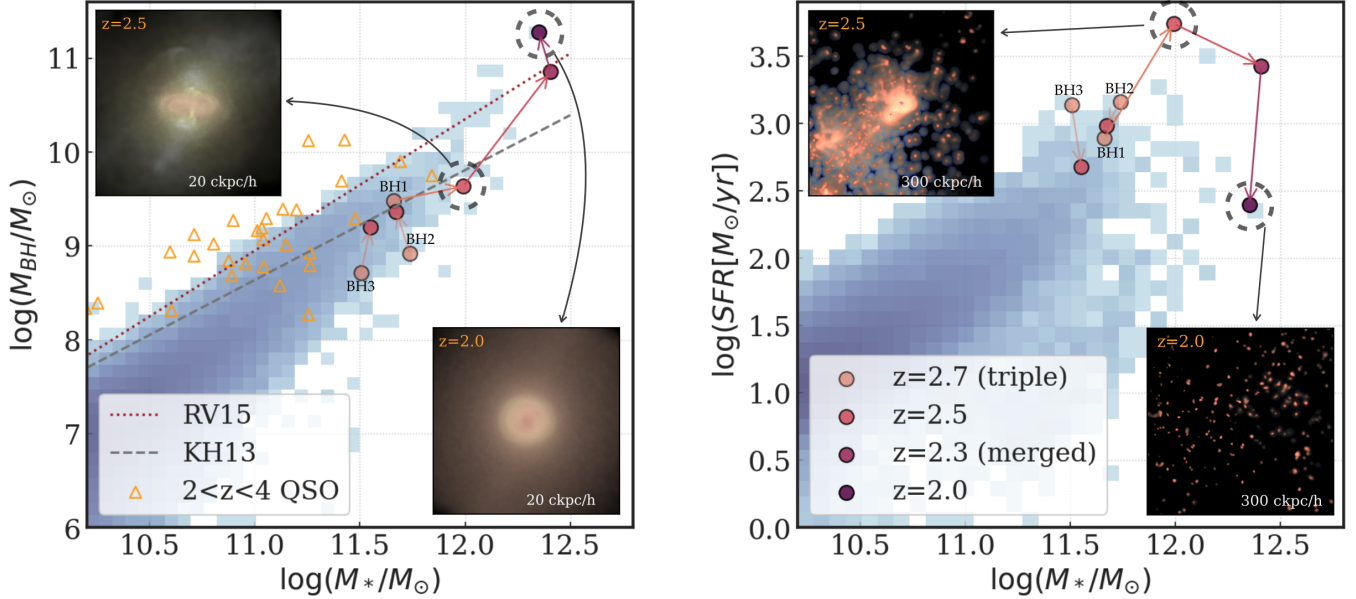 z=2.5
20 ckpc/h
BH1
BH2
BH3
z=2.0
20 ckpc/h
RV15
KH13
2<z<4 QSO
log(M_{BH}/M_⊙)
11
10
9
8
7
6
10.5 11.0 11.5 12.0 12.5
log(M_*/M_⊙)
z=2.5
300 ckpc/h
BH3
BH2
BH1
z=2.0
300 ckpc/h
z=2.7 (triple)
z=2.5
z=2.3 (merged)
z=2.0
log(SFR[M_⊙/yr])
3.5
3.0
2.5
2.0
1.5
1.0
0.5
0.0
10.5 11.0 11.5 12.0 12.5
log(M_*/M_⊙)